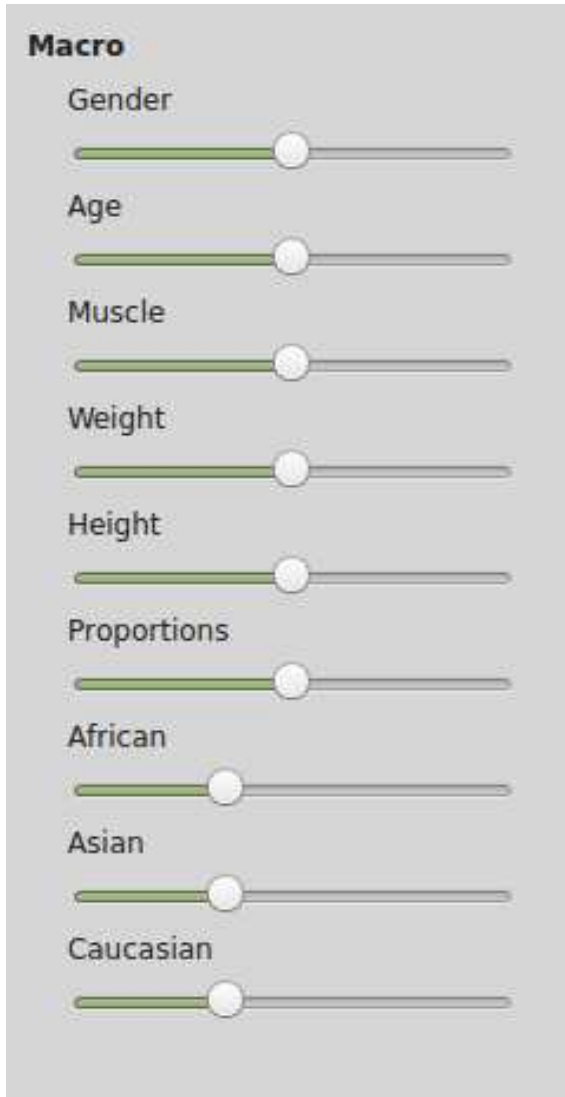 Macro
Gender
Age
Muscle
Weight
Height
Proportions
African
Asian
Caucasian